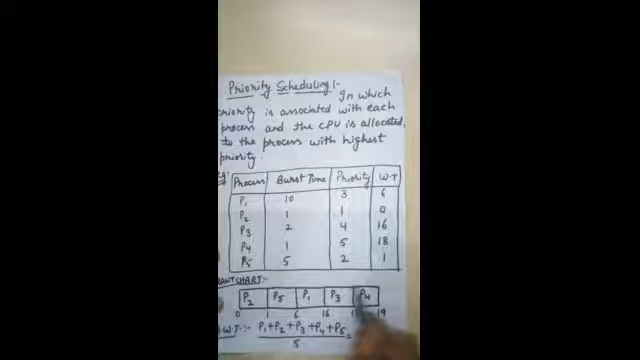 Priority Scheduling :-
In which
priority is associated with each
process and the CPU is allocated
to the process with highest
priority.
eg:
Process Burst Time Priority W.T
P1 10 3 6
P2 1 1 0
P3 2 4 16
P4 1 5 18
P5 5 2 1
GANTCHART:-
P2 P5 P1 P3 P4
0 1 6 16 19
W.T :- P1+P2+P3+P4+P5 =
5